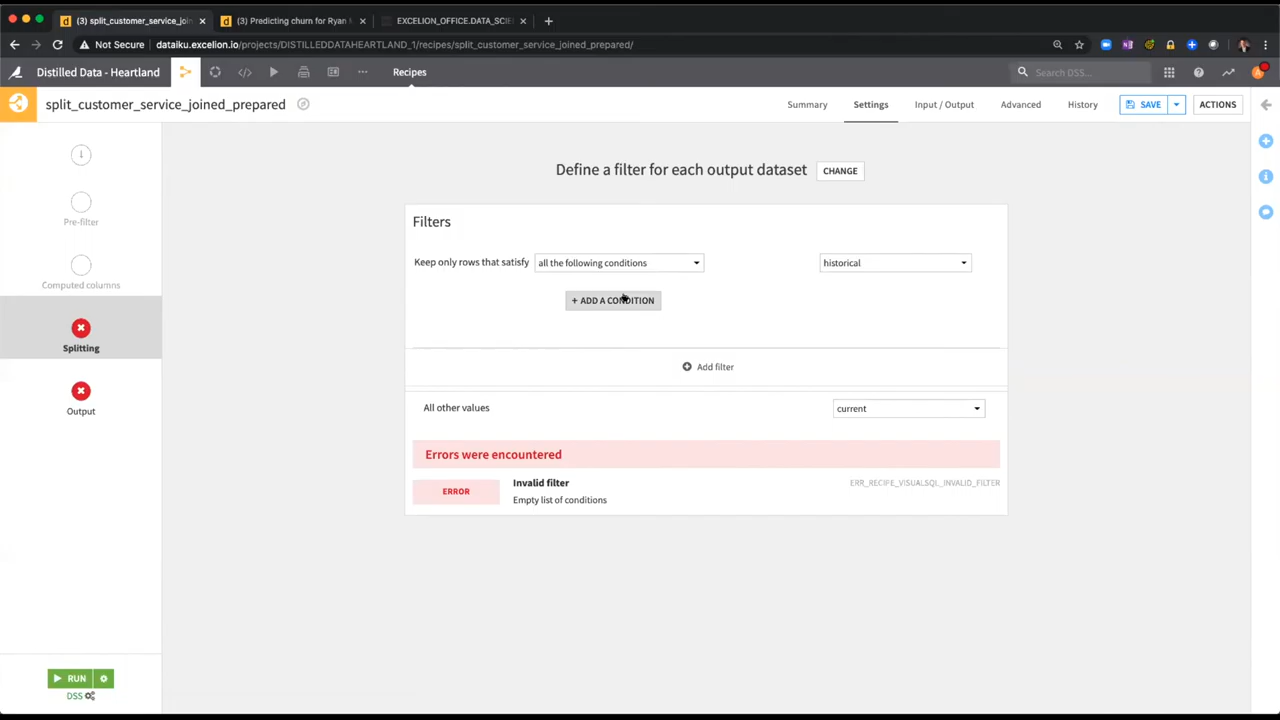 (3) split_customer_service_join
(3) Predicting churn for Ryan M
EXCELION_OFFICE.DATA_SCIE
Not Secure
dataiku.excelion.io/projects/DISTILLEDDATAHEARTLAND_1/recipes/split_customer_service_joined_prepared/
Distilled Data - Heartland
Recipes
Search DSS...
split_customer_service_joined_prepared
Summary
Settings
Input / Output
Advanced
History
SAVE
ACTIONS
Pre-filter
Computed columns
Splitting
Output
Define a filter for each output dataset
CHANGE
Filters
Keep only rows that satisfy
all the following conditions
historical
+ ADD A CONDITION
Add filter
All other values
current
Errors were encountered
ERROR
Invalid filter
ERR_RECIPE_VISUALSQL_INVALID_FILTER
Empty list of conditions
RUN
DSS